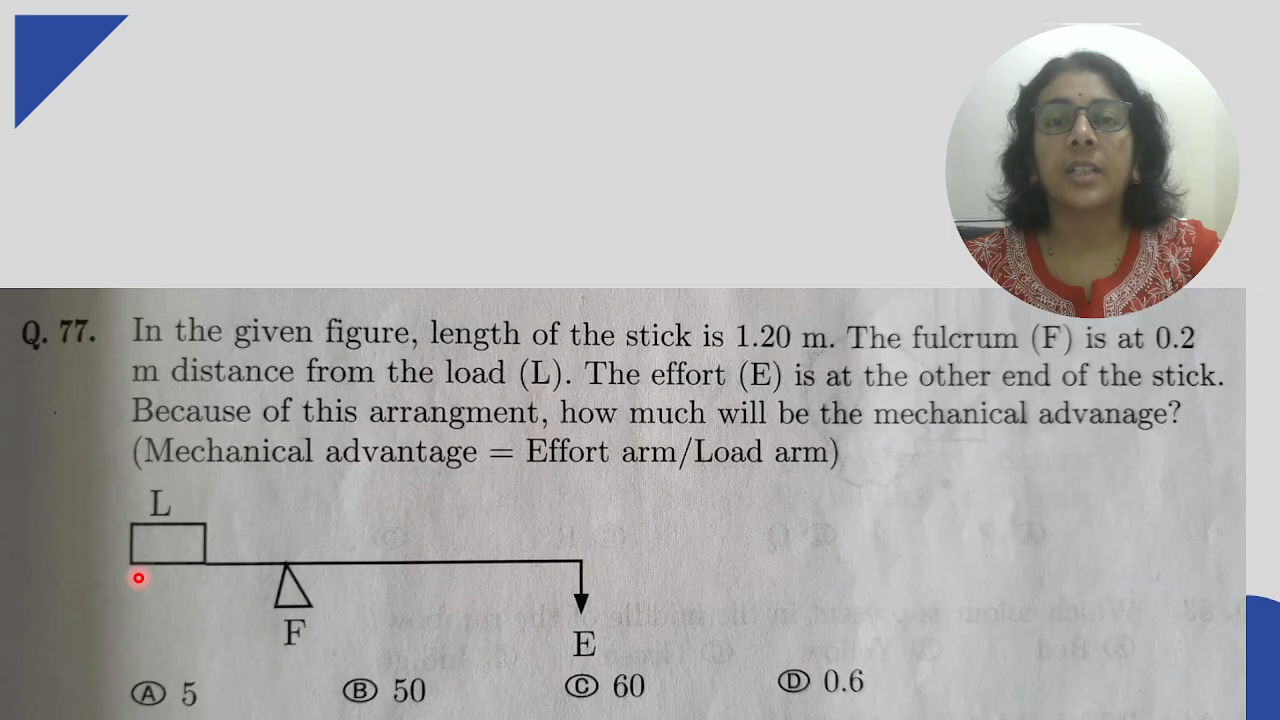 Q. 77. In the given figure, length of the stick is 1.20 m. The fulcrum (F) is at 0.2
m distance from the load (L). The effort (E) is at the other end of the stick.
Because of this arrangment, how much will be the mechanical advanage?
(Mechanical advantage = Effort arm/Load arm)
L
F
E
Ⓐ 5 Ⓑ 50 Ⓒ 60 Ⓓ 0.6